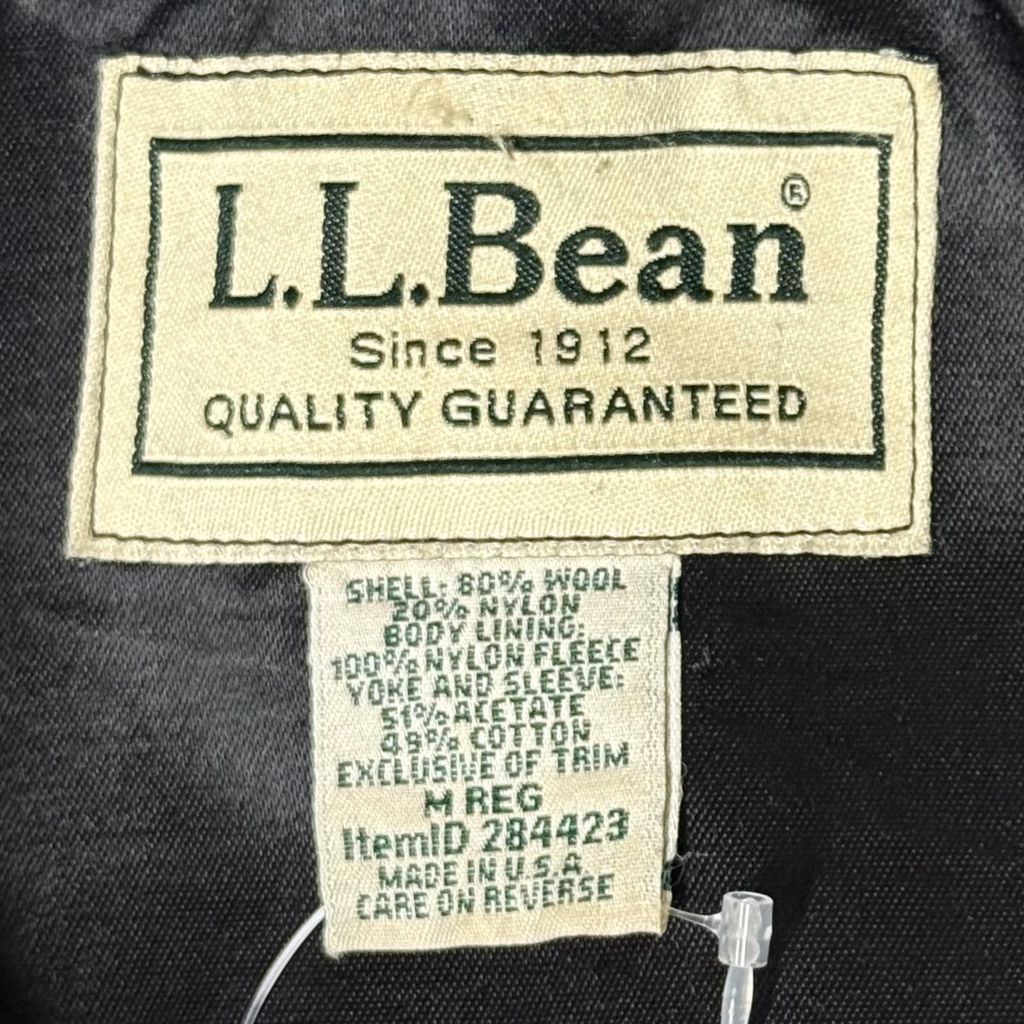 L.L.Bean®
Since 1912
QUALITY GUARANTEED
SHELL: 80% WOOL
20% NYLON
BODY LINING:
100% NYLON FLEECE
YOKE AND SLEEVE:
51% ACETATE
49% COTTON
EXCLUSIVE OF TRIM
M REG
ItemID 284423
MADE IN U.S.A.
CARE ON REVERSE